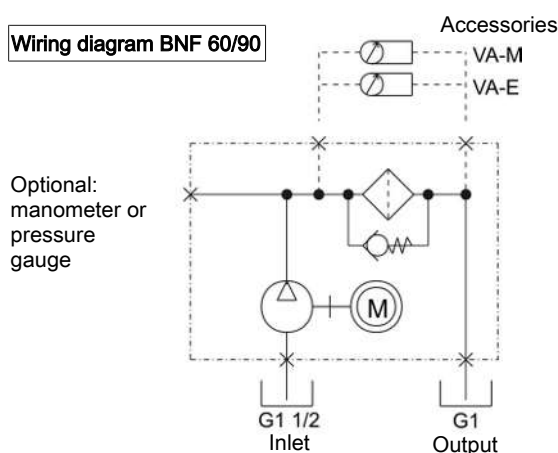 Wiring diagram BNF 60/90
Accessories
VA-M
VA-E
Optional:
manometer or
pressure
gauge
M
G1 1/2
Inlet
G1
Output